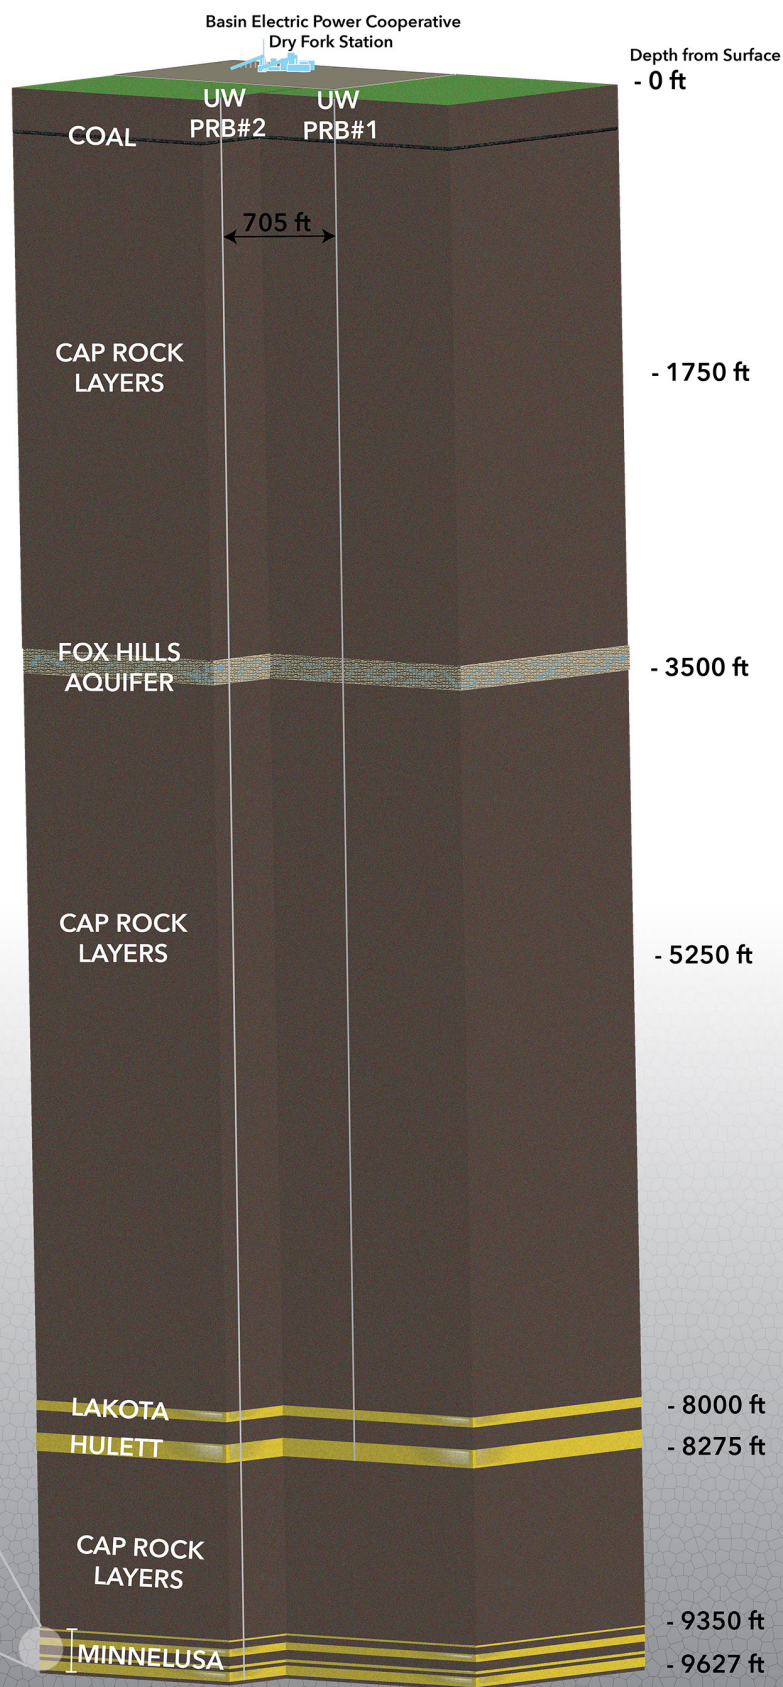 Basin Electric Power Cooperative
Dry Fork Station
Depth from Surface
- 0 ft
UW
PRB#2
UW
PRB#1
COAL
705 ft
CAP ROCK
LAYERS
- 1750 ft
FOX HILLS
AQUIFER
- 3500 ft
CAP ROCK
LAYERS
- 5250 ft
LAKOTA
- 8000 ft
HULETT
- 8275 ft
CAP ROCK
LAYERS
- 9350 ft
MINNELUSA
- 9627 ft